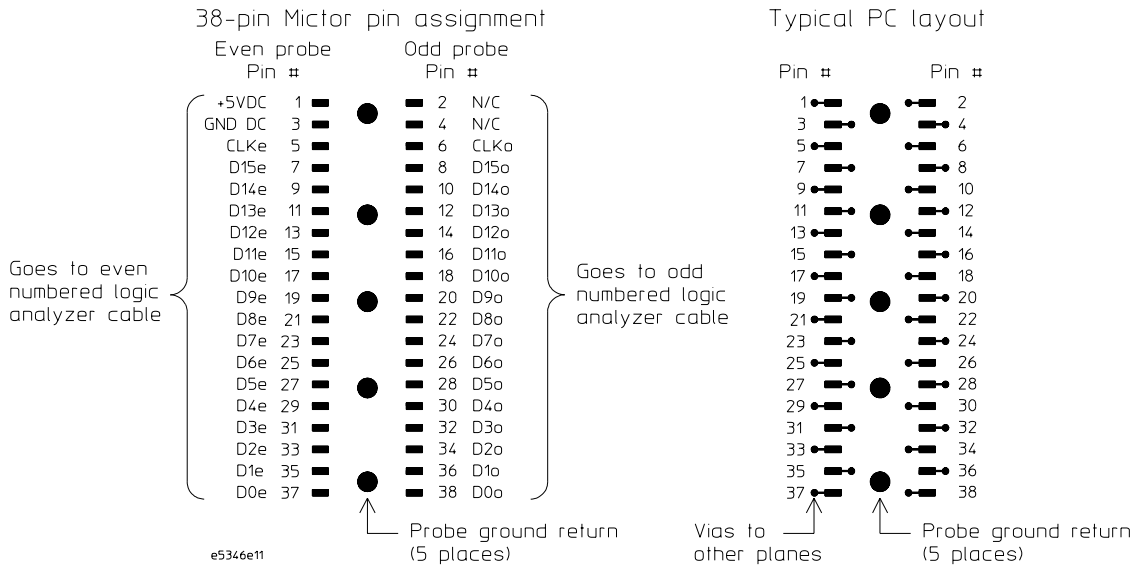 38-pin Mictor pin assignment
Even probe
Pin #
Odd probe
Pin #
+5VDC 1 2 N/C
GND DC 3 4 N/C
CLKe 5 6 CLKo
D15e 7 8 D15o
D14e 9 10 D14o
D13e 11 12 D13o
D12e 13 14 D12o
D11e 15 16 D11o
D10e 17 18 D10o
D9e 19 20 D9o
D8e 21 22 D8o
D7e 23 24 D7o
D6e 25 26 D6o
D5e 27 28 D5o
D4e 29 30 D4o
D3e 31 32 D3o
D2e 33 34 D2o
D1e 35 36 D1o
D0e 37 38 D0o
Goes to even
numbered logic
analyzer cable
Goes to odd
numbered logic
analyzer cable
Probe ground return
(5 places)
e5346e11
Typical PC layout
Pin # Pin #
1 2
3 4
5 6
7 8
9 10
11 12
13 14
15 16
17 18
19 20
21 22
23 24
25 26
27 28
29 30
31 32
33 34
35 36
37 38
Vias to
other planes
Probe ground return
(5 places)